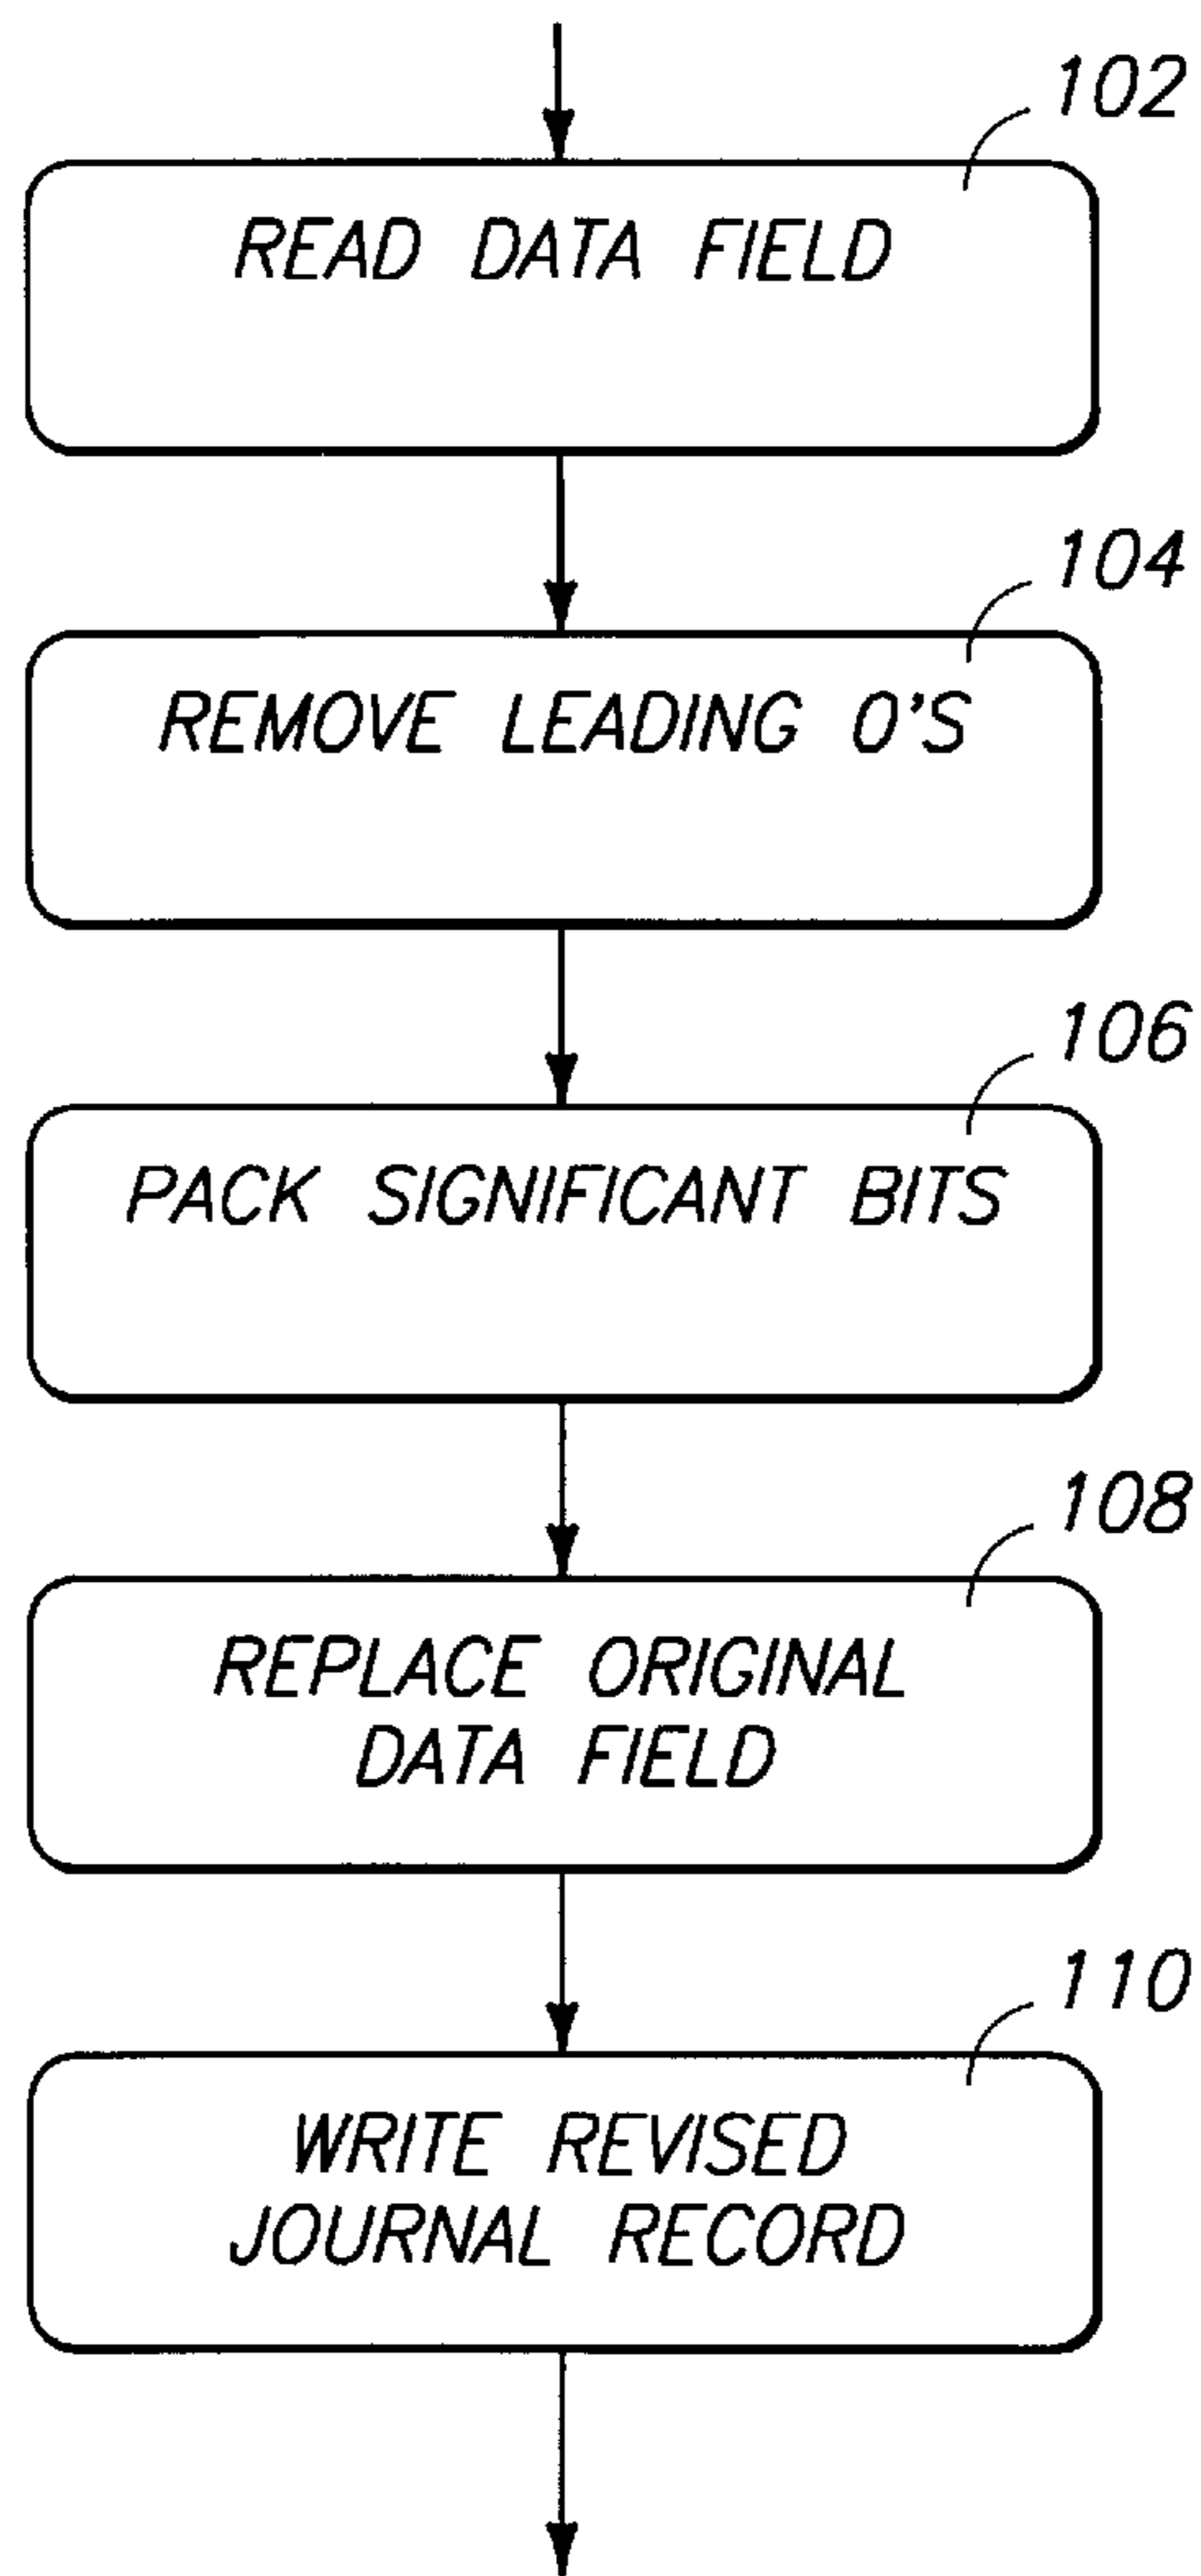 102
READ DATA FIELD
104
REMOVE LEADING 0'S
106
PACK SIGNIFICANT BITS
108
REPLACE ORIGINAL
DATA FIELD
110
WRITE REVISED
JOURNAL RECORD